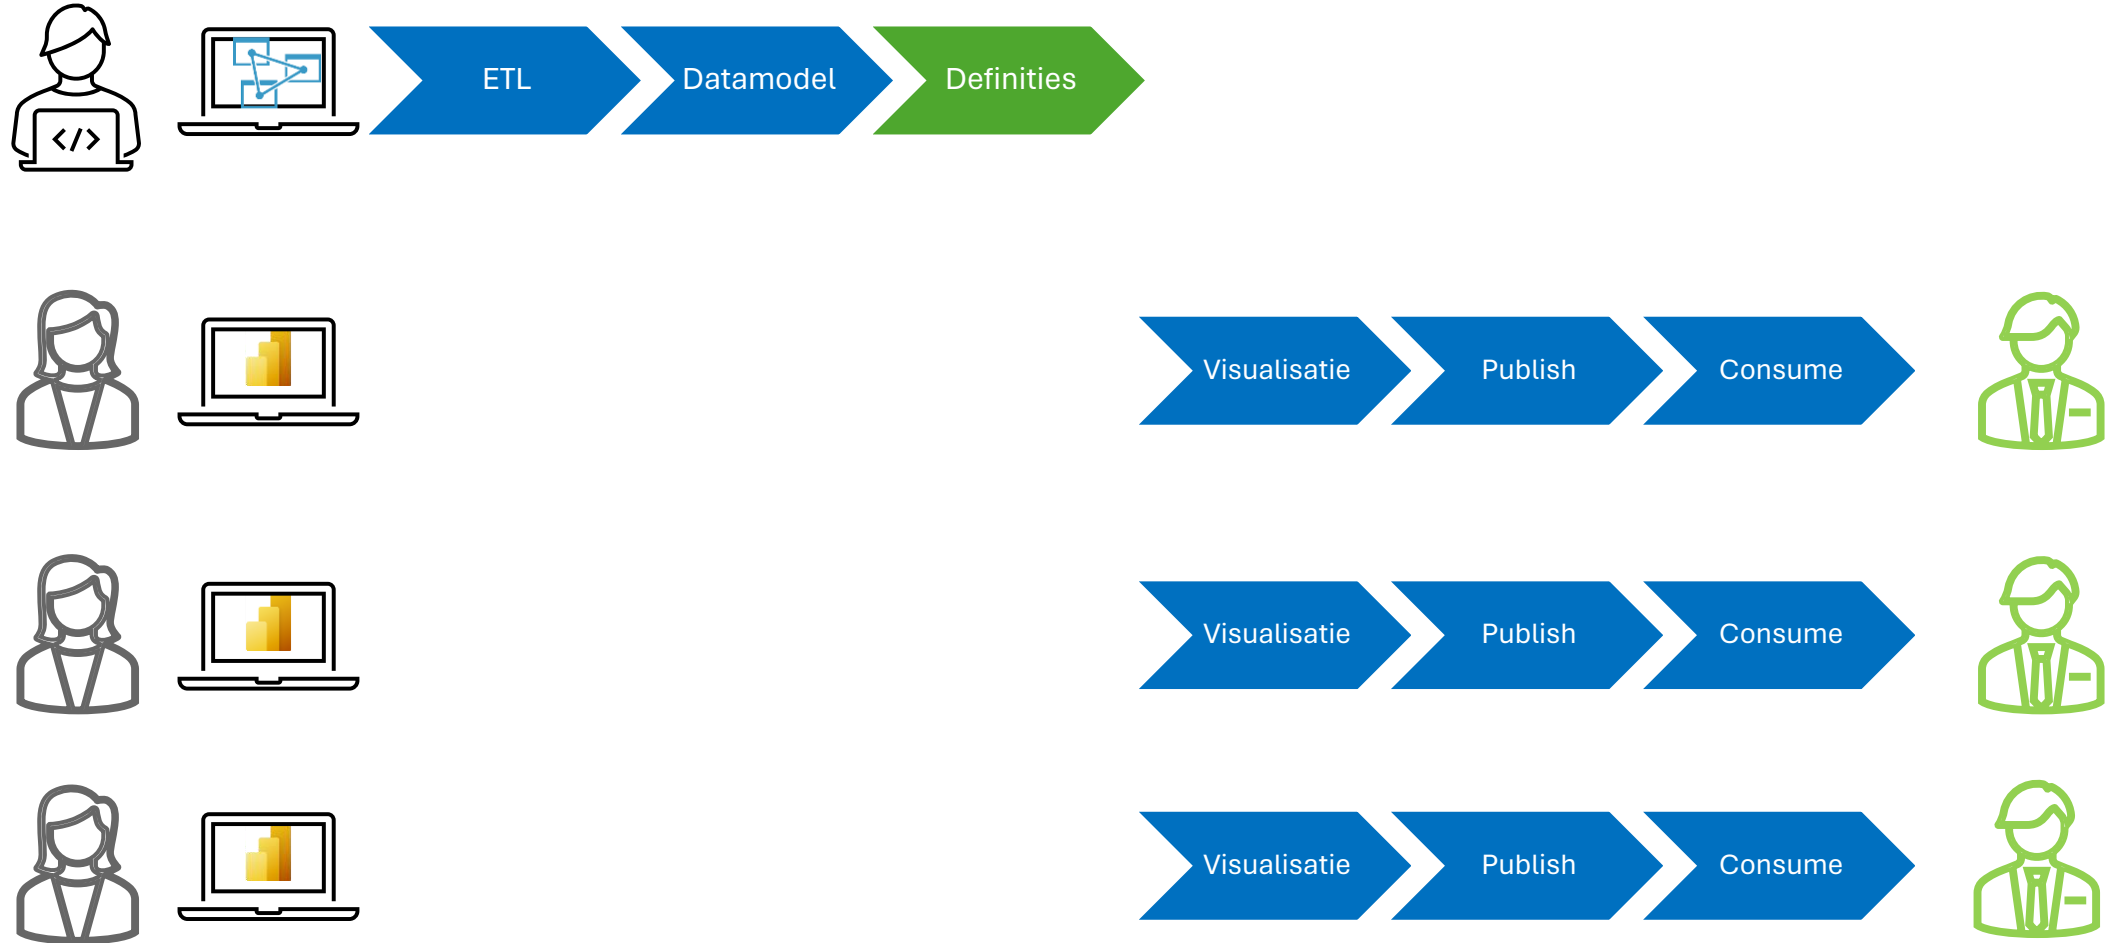 </>
ETL
Datamodel
Definities
Visualisatie
Publish
Consume
Visualisatie
Publish
Consume
Visualisatie
Publish
Consume